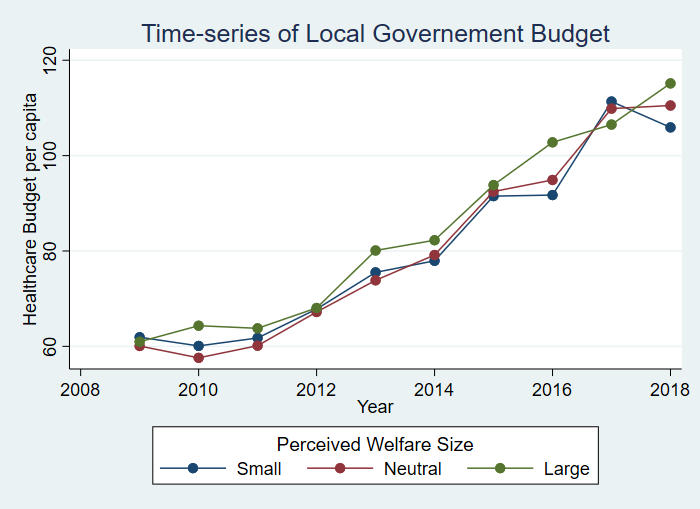 Time-series of Local Governement Budget
Healthcare Budget per capita
120
100
80
60
2008 2010 2012 2014 2016 2018
Year
Perceived Welfare Size
Small Neutral Large